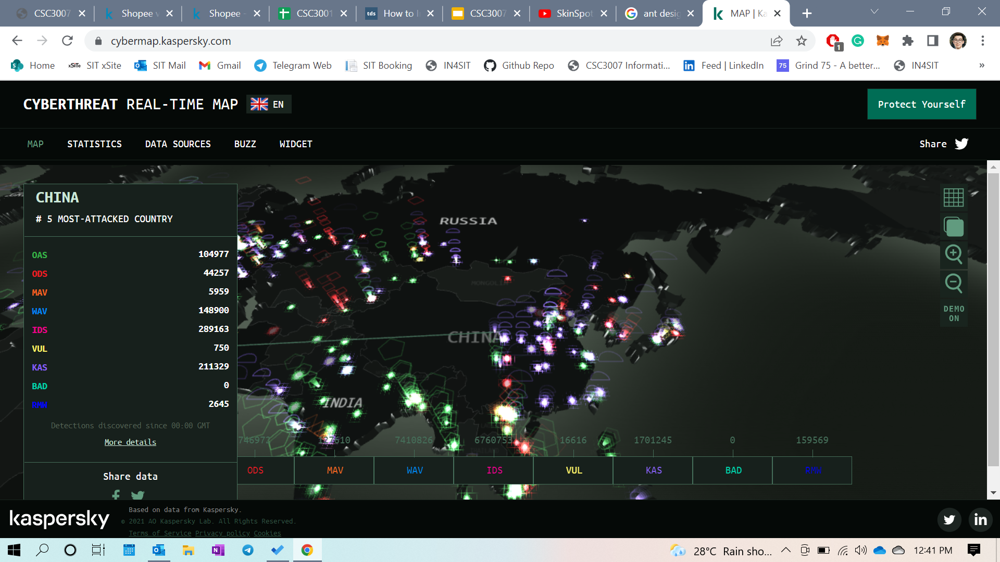 CSC3007
Shopee v
Shopee -
CSC3001
tds
How to I
CSC3007
SkinSpot
ant desig
MAP | Ka
cybermap.kaspersky.com
1
Home
xSiTe
SIT xSite
SIT Mail
Gmail
Telegram Web
SIT Booking
IN4SIT
Github Repo
CSC3007 Informati...
Feed | LinkedIn
75
Grind 75 - A better...
IN4SIT
»
CYBERTHREAT REAL-TIME MAP
EN
Protect Yourself
MAP
STATISTICS
DATA SOURCES
BUZZ
WIDGET
Share
CHINA
# 5 MOST-ATTACKED COUNTRY
OAS 104977
ODS 44257
MAV 5959
WAV 148900
IDS 289163
VUL 750
KAS 211329
BAD 0
RMW 2645
Detections discovered since 00:00 GMT
More details
Share data
RUSSIA
MONGOLIA
CHINA
INDIA
DEMO
ON
746972
127610
7410826
6760753
16616
1701245
0
159569
ODS
MAV
WAV
IDS
VUL
KAS
BAD
RMW
kaspersky
Based on data from Kaspersky.
© 2021 AO Kaspersky Lab. All Rights Reserved.
Terms of Service Privacy policy Cookies
28°C Rain sho...
12:41 PM